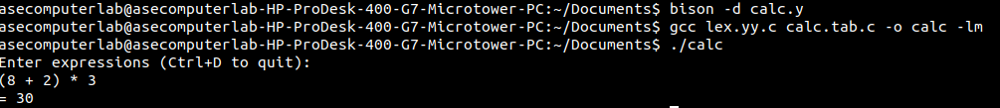 asecomputerlab@asecomputerlab-HP-ProDesk-400-G7-Microtower-PC:~/Documents$ bison -d calc.y
asecomputerlab@asecomputerlab-HP-ProDesk-400-G7-Microtower-PC:~/Documents$ gcc lex.yy.c calc.tab.c -o calc -lm
asecomputerlab@asecomputerlab-HP-ProDesk-400-G7-Microtower-PC:~/Documents$ ./calc
Enter expressions (Ctrl+D to quit):
(8 + 2) * 3
= 30